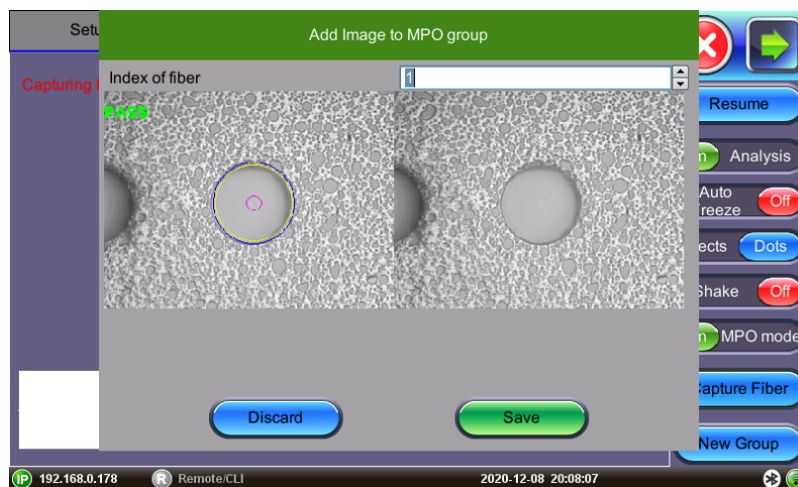 Setu
Add Image to MPO group
Capturing f
Index of fiber
1
PASS
Resume
n Analysis
Auto
reeze Off
ects Dots
Shake Off
n MPO mode
apture Fiber
Discard
Save
New Group
IP 192.168.0.178
R Remote/CLI
2020-12-08 20:08:07